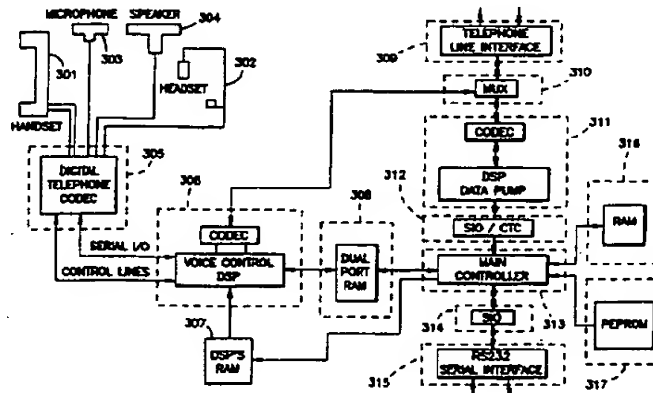 MICROPHONE
SPEAKER
304
301
303
302
HEADSET
HANDSET
305
DIGITAL
TELEPHONE
CODEC
SERIAL I/O
CONTROL LINES
306
CODEC
VOICE CONTROL
DSP
307
DSP'S
RAM
308
DUAL
PORT
RAM
TELEPHONE
LINE INTERFACE
309
310
MUX
311
CODEC
DSP
DATA PUMP
312
SIO / CTC
MAIN
CONTROLLER
313
314
SIO
RS232
SERIAL INTERFACE
315
316
RAM
PEEPROM
317